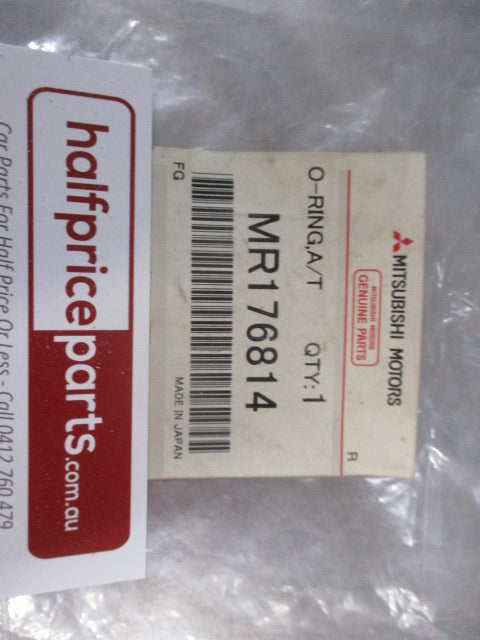 MITSUBISHI MOTORS
MITSUBISHI MOTORS
GENUINE PARTS
R
O-RING,A/T QTY:1
MR176814
FG
MADE IN JAPAN
halfpriceparts.com.au
Car Parts For Half Price Or Less - Call 0412 760 479